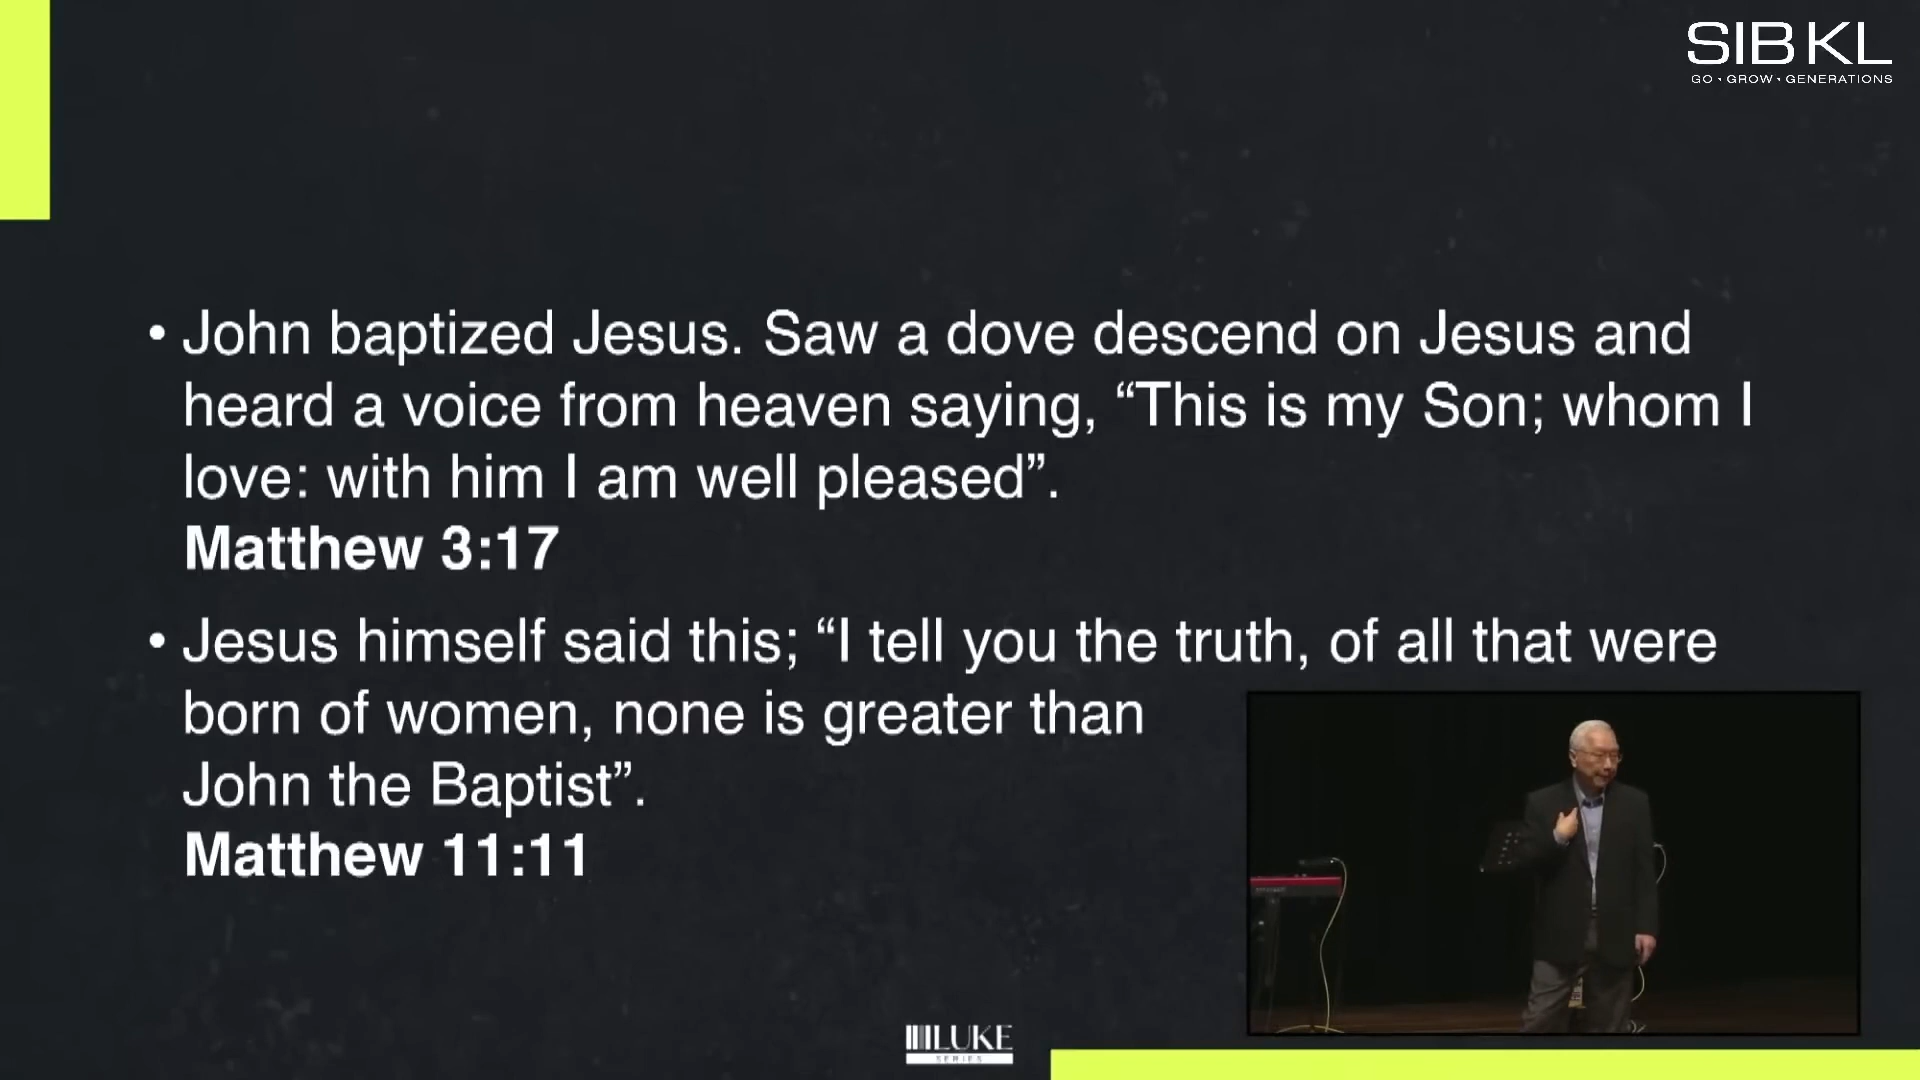 SIB KL
GO · GROW · GENERATIONS
• John baptized Jesus. Saw a dove descend on Jesus and
heard a voice from heaven saying, “This is my Son; whom I
love: with him I am well pleased”.
Matthew 3:17
• Jesus himself said this; “I tell you the truth, of all that were
born of women, none is greater than
John the Baptist”.
Matthew 11:11
LUKE
SERIES